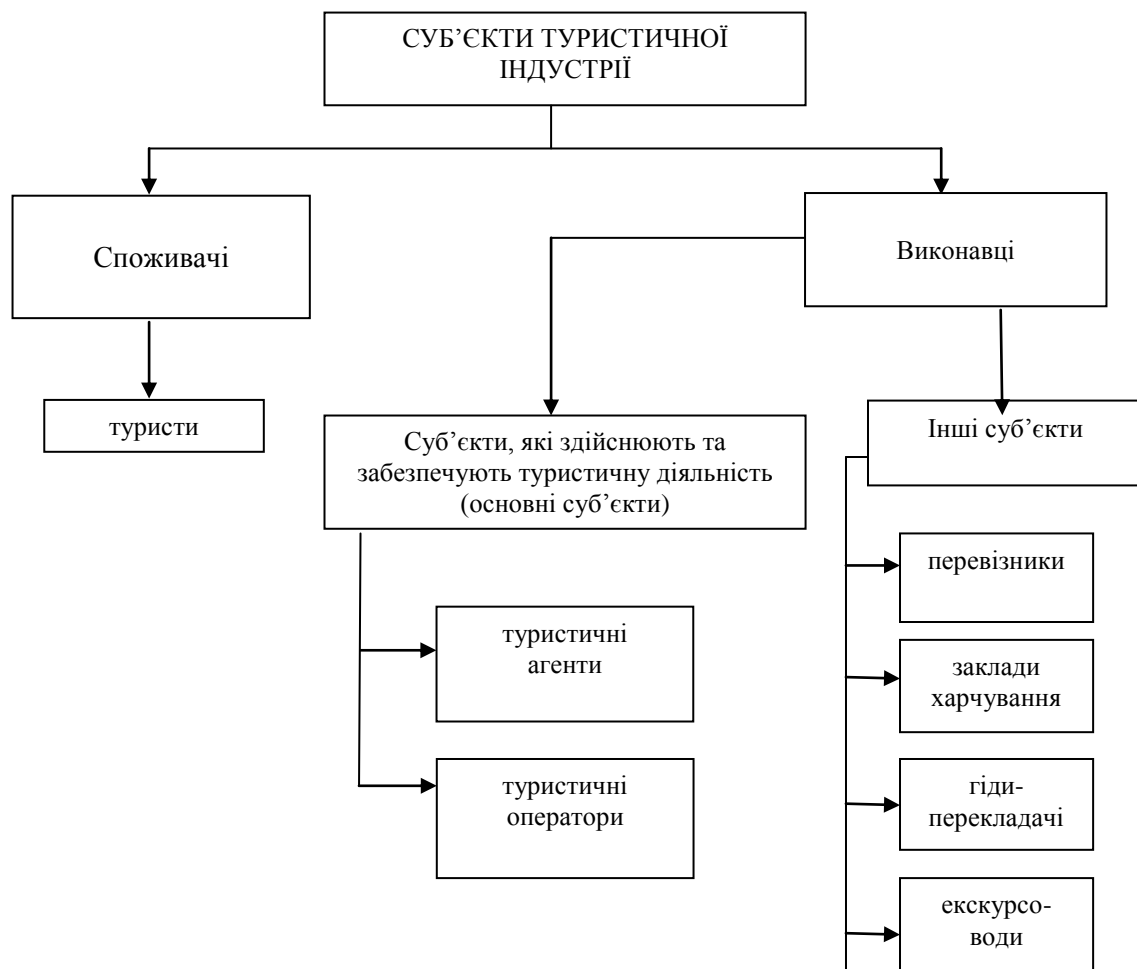 СУБ’ЄКТИ ТУРИСТИЧНОЇ
ІНДУСТРІЇ
Споживачі
Виконавці
туристи
Суб’єкти, які здійснюють та
забезпечують туристичну діяльність
(основні суб’єкти)
Інші суб’єкти
туристичні
агенти
туристичні
оператори
перевізники
заклади
харчування
гіди-
перекладачі
екскурсо-
води